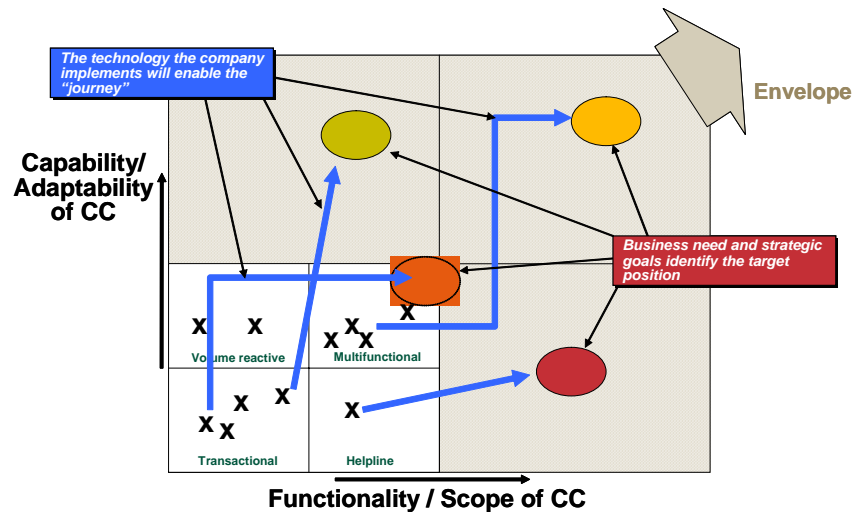 The technology the company
implements will enable the
“journey”
Envelope
Capability/
Adaptability
of CC
Business need and strategic
goals identify the target
position
X
X
X
X
X
X
Volume reactive
Multifunctional
X
X
X
X
X
Transactional
Helpline
Functionality / Scope of CC